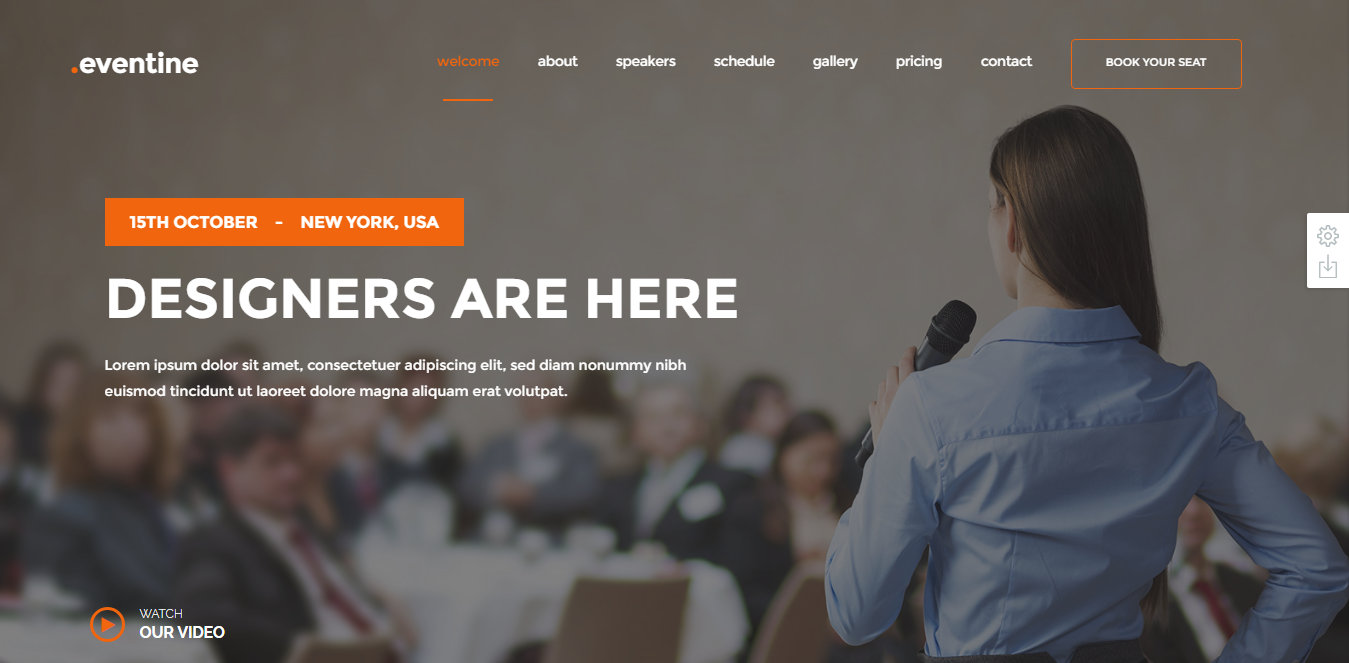 .eventine
welcome about speakers schedule gallery pricing contact BOOK YOUR SEAT
15TH OCTOBER - NEW YORK, USA
DESIGNERS ARE HERE
Lorem ipsum dolor sit amet, consectetuer adipiscing elit, sed diam nonummy nibh
euismod tincidunt ut laoreet dolore magna aliquam erat volutpat.
WATCH
OUR VIDEO